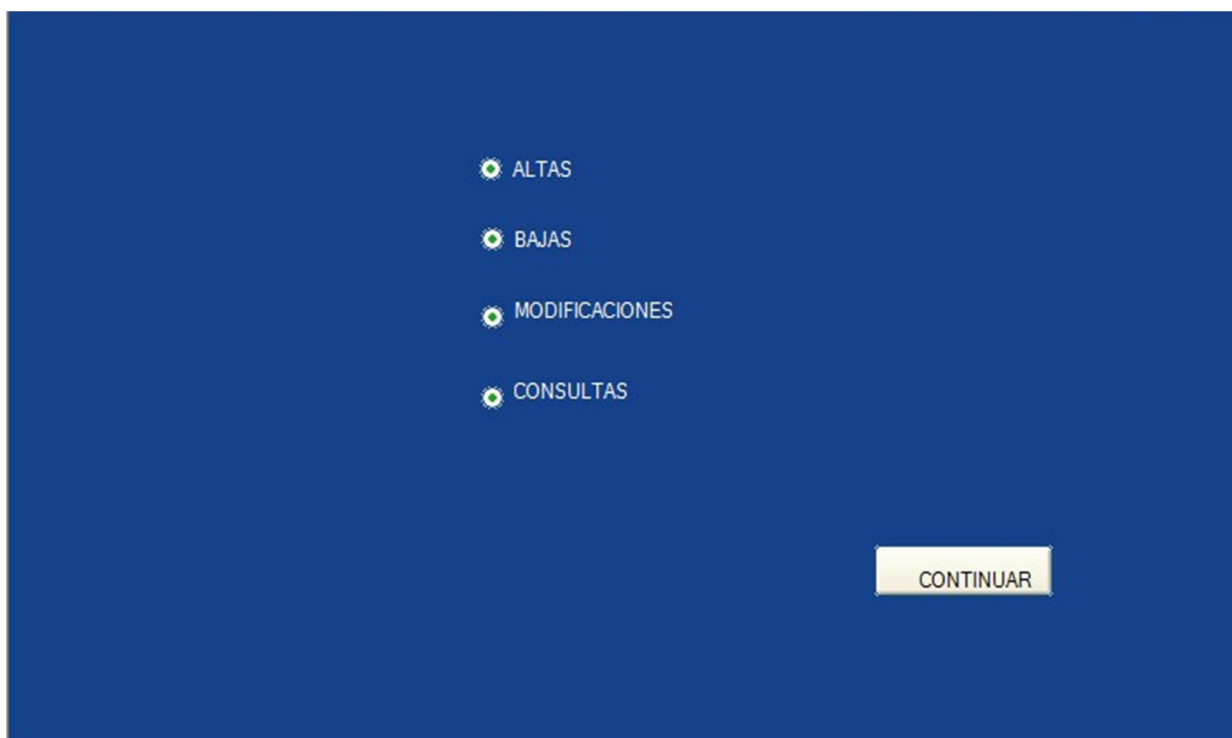 ALTAS
BAJAS
MODIFICACIONES
CONSULTAS
CONTINUAR